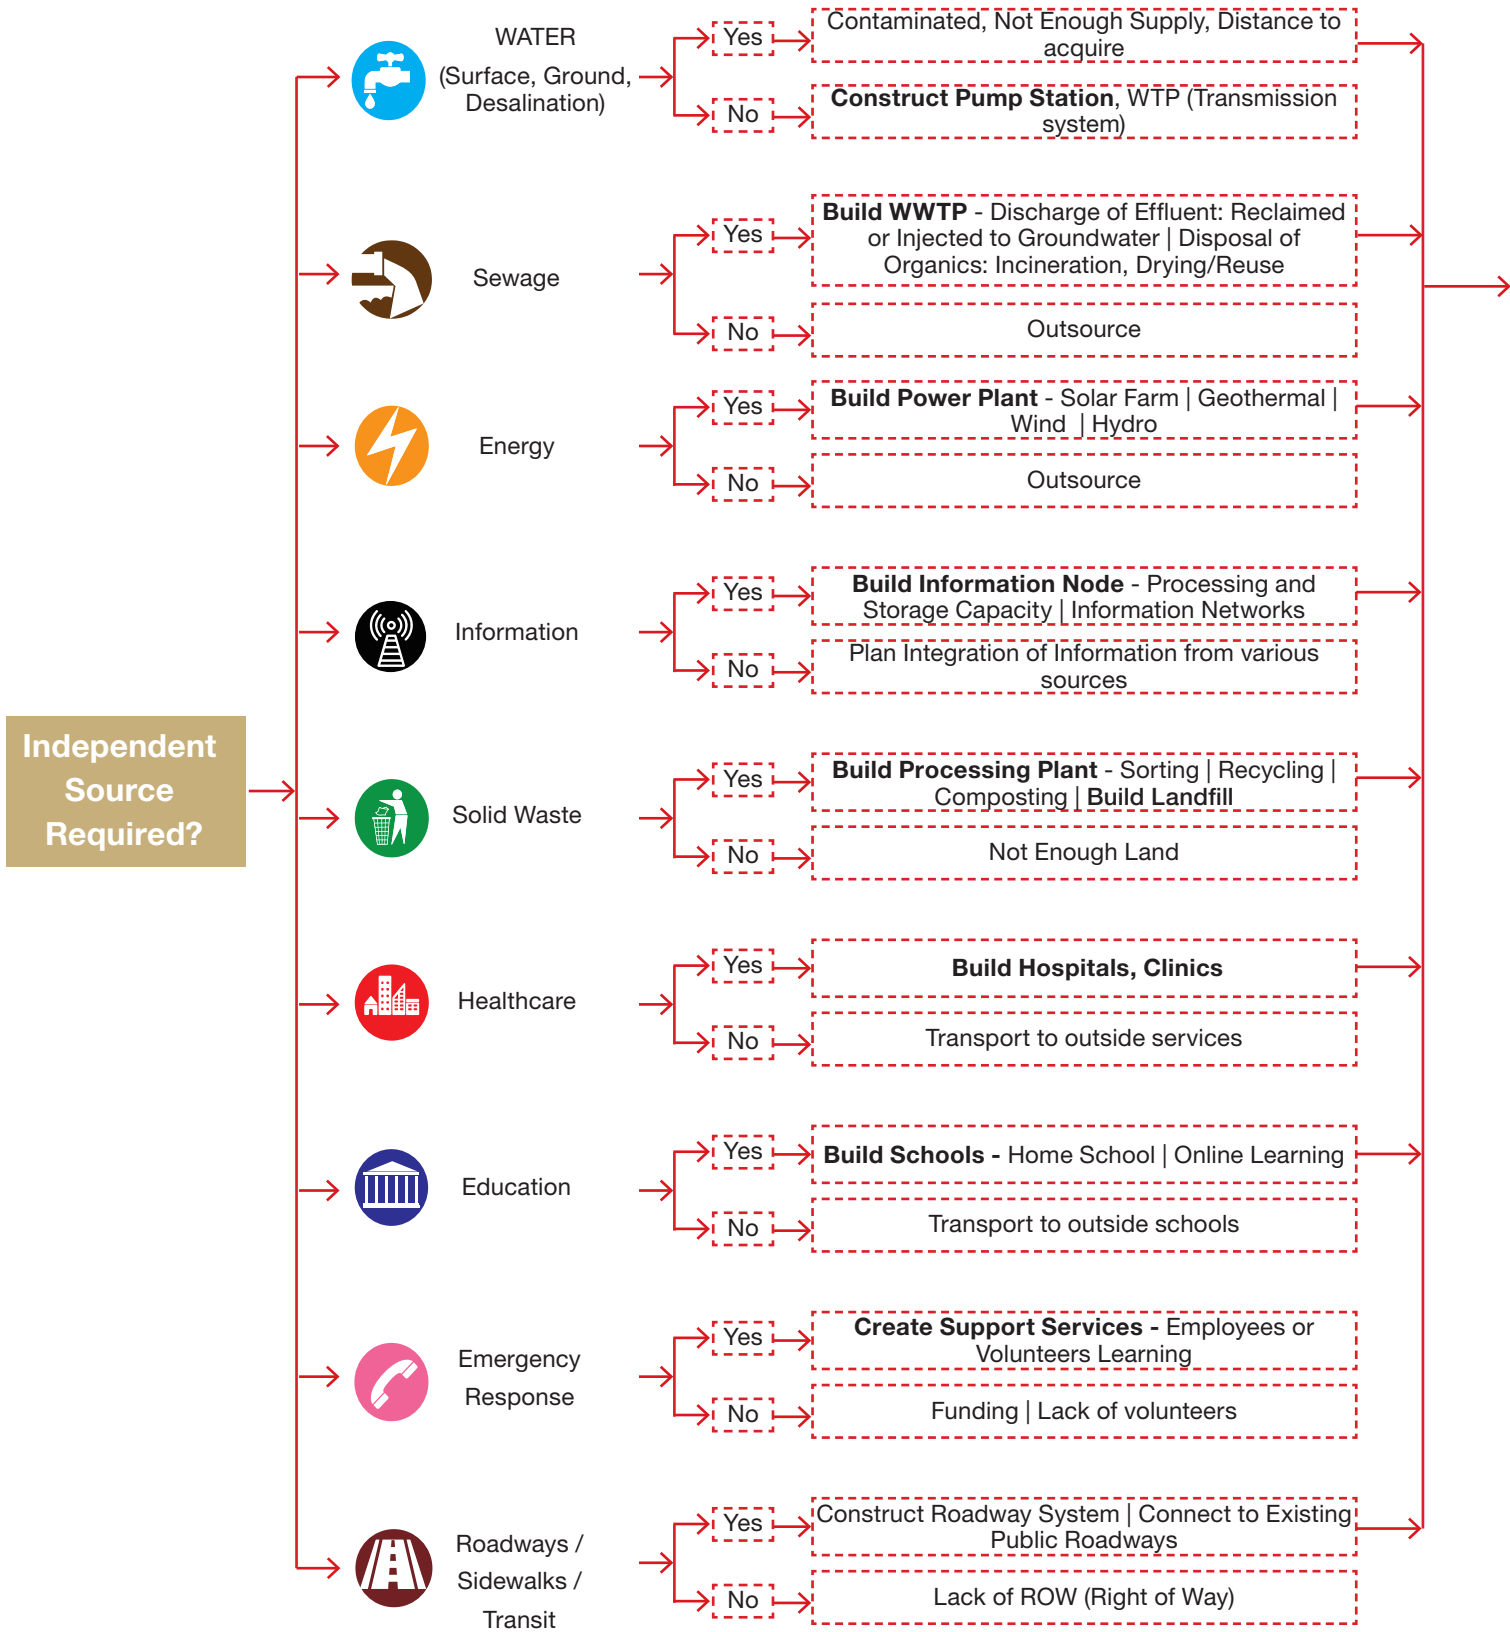 Independent
Source
Required?
WATER
(Surface, Ground,
Desalination)
Yes
Contaminated, Not Enough Supply, Distance to
acquire
No
Construct Pump Station, WTP (Transmission
system)
Sewage
Yes
Build WWTP - Discharge of Effluent: Reclaimed
or Injected to Groundwater | Disposal of
Organics: Incineration, Drying/Reuse
No
Outsource
Energy
Yes
Build Power Plant - Solar Farm | Geothermal |
Wind | Hydro
No
Outsource
Information
Yes
Build Information Node - Processing and
Storage Capacity | Information Networks
No
Plan Integration of Information from various
sources
Solid Waste
Yes
Build Processing Plant - Sorting | Recycling |
Composting | Build Landfill
No
Not Enough Land
Healthcare
Yes
Build Hospitals, Clinics
No
Transport to outside services
Education
Yes
Build Schools - Home School | Online Learning
No
Transport to outside schools
Emergency
Response
Yes
Create Support Services - Employees or
Volunteers Learning
No
Funding | Lack of volunteers
Roadways /
Sidewalks /
Transit
Yes
Construct Roadway System | Connect to Existing
Public Roadways
No
Lack of ROW (Right of Way)